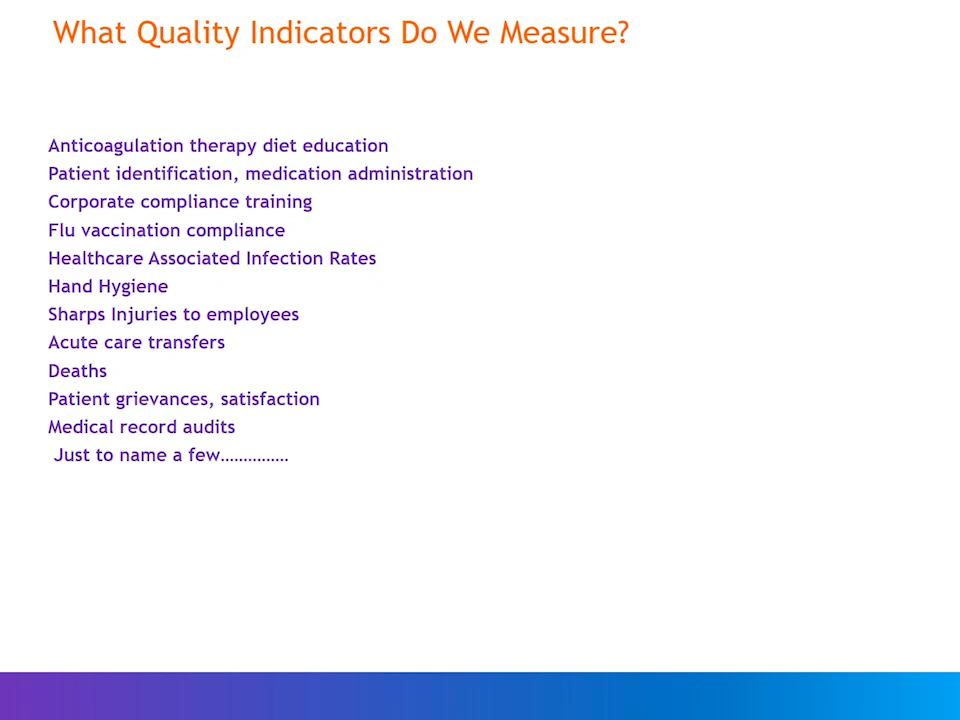 What Quality Indicators Do We Measure?
Anticoagulation therapy diet education
Patient identification, medication administration
Corporate compliance training
Flu vaccination compliance
Healthcare Associated Infection Rates
Hand Hygiene
Sharps Injuries to employees
Acute care transfers
Deaths
Patient grievances, satisfaction
Medical record audits
Just to name a few……………